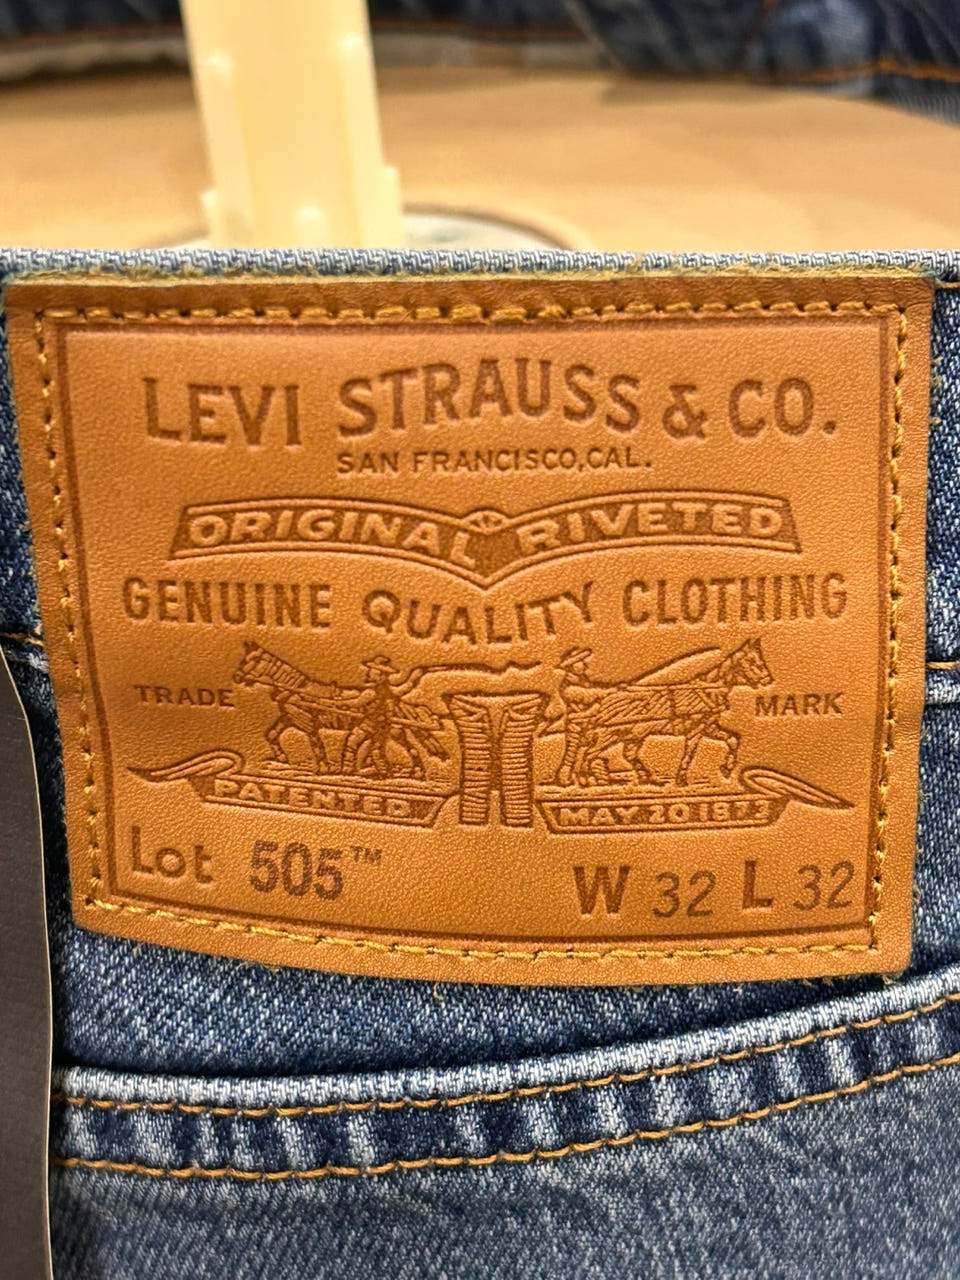 LEVI STRAUSS & CO.
SAN FRANCISCO, CAL.
ORIGINAL RIVETED
GENUINE QUALITY CLOTHING
TRADE MARK
PATENTED MAY 20 1873
Lot 505™ W 32 L 32